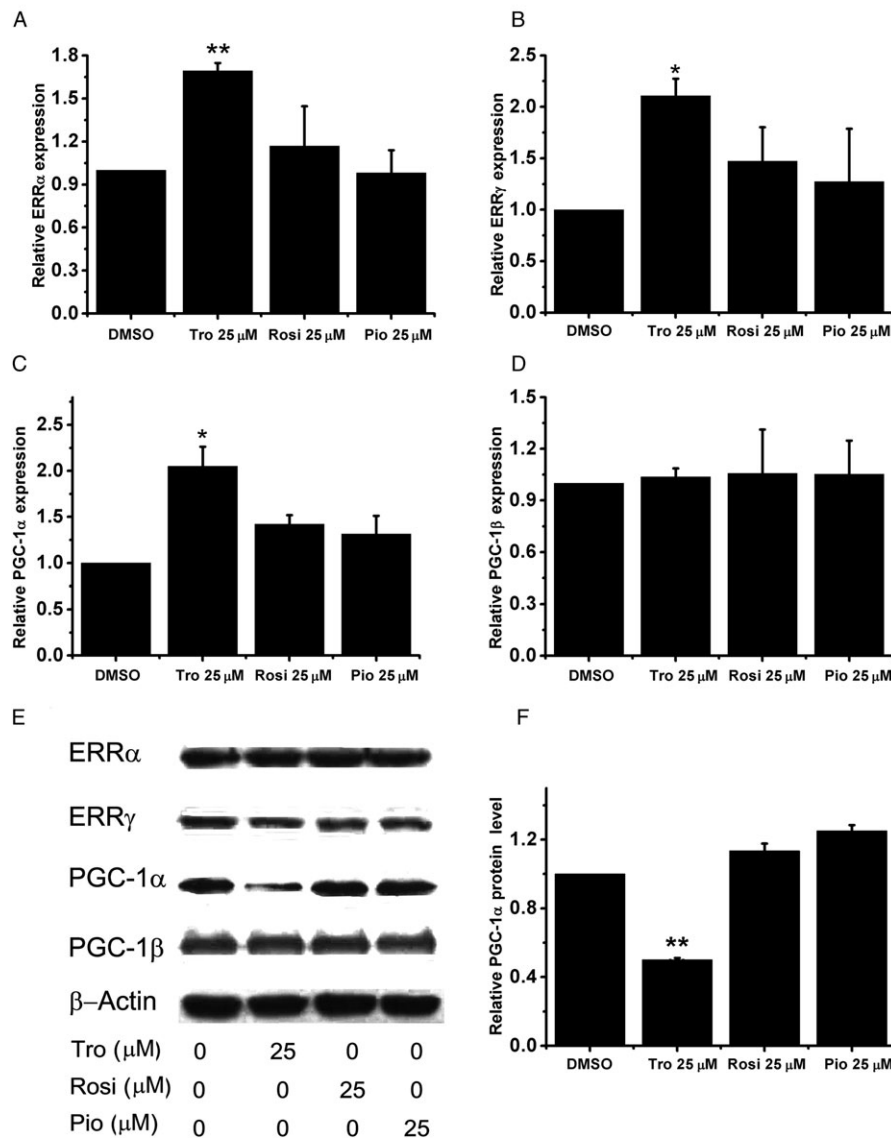 A
Relative ERRα expression
1.8
1.5
1.2
0.9
0.6
0.3
0.0
**
DMSO Tro 25 μM Rosi 25 μM Pio 25 μM
B
Relative ERRγ expression
2.5
2.0
1.5
1.0
0.5
0.0
*
DMSO Tro 25 μM Rosi 25 μM Pio 25 μM
C
Relative PGC-1α expression
2.5
2.0
1.5
1.0
0.5
0.0
*
DMSO Tro 25 μM Rosi 25 μM Pio 25 μM
D
Relative PGC-1β expression
1.5
1.2
0.9
0.6
0.3
0.0
DMSO Tro 25 μM Rosi 25 μM Pio 25 μM
E
ERRα
ERRγ
PGC-1α
PGC-1β
β–Actin
Tro (μM) 0 25 0 0
Rosi (μM) 0 0 25 0
Pio (μM) 0 0 0 25
F
Relative PGC-1α protein level
1.2
0.8
0.4
0.0
**
DMSO Tro 25 μM Rosi 25 μM Pio 25 μM